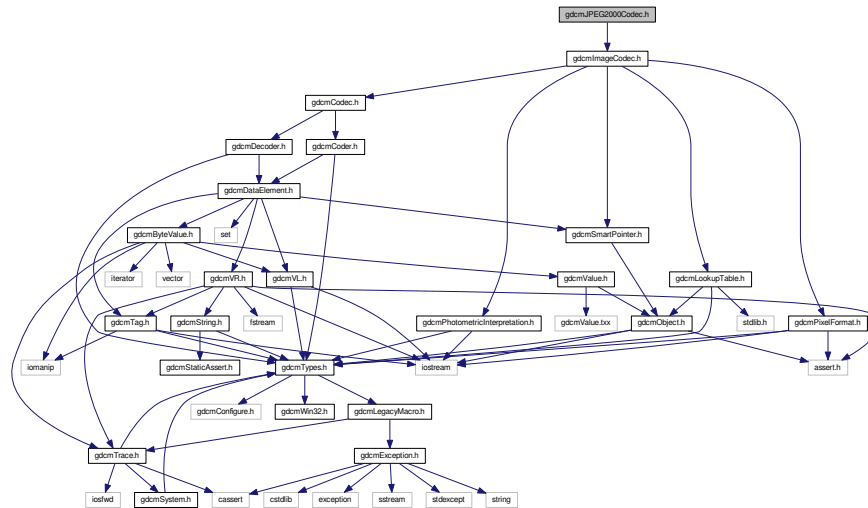 gdcmJPEG2000Codec.h
gdcmImageCodec.h
gdcmCodec.h
gdcmDecoder.h
gdcmCoder.h
gdcmDataElement.h
gdcmByteValue.h
set
gdcmSmartPointer.h
iterator
vector
gdcmVR.h
gdcmVL.h
gdcmValue.h
gdcmLookupTable.h
gdcmTag.h
gdcmString.h
fstream
gdcmPhotometricInterpretation.h
gdcmValue.txx
gdcmObject.h
stdlib.h
gdcmPixelFormat.h
iomanip
gdcmStaticAssert.h
gdcmTypes.h
iostream
assert.h
gdcmConfigure.h
gdcmWin32.h
gdcmLegacyMacro.h
gdcmTrace.h
gdcmException.h
iosfwd
gdcmSystem.h
cassert
cstdlib
exception
sstream
stdexcept
string